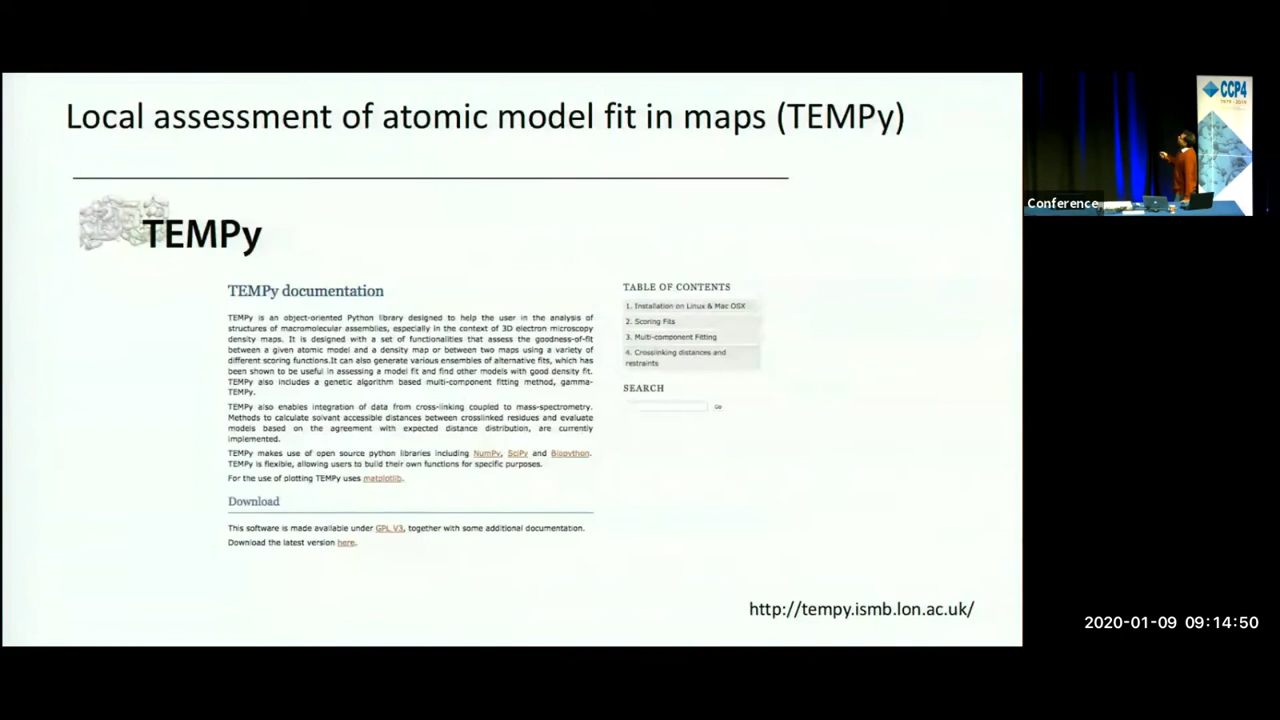 Local assessment of atomic model fit in maps (TEMPy)
TEMPy
TEMPy documentation
TEMPy is an object-oriented Python library designed to help the user in the analysis of
structures of macromolecular assemblies, especially in the context of 3D electron microscopy
density maps. It is designed with a set of functionalities that assess the goodness-of-fit
between a given atomic model and a density map or between two maps using a variety of
different scoring functions.It can also generate various ensembles of alternative fits, which has
been shown to be useful in assessing a model fit and find other models with good density fit.
TEMPy also includes a genetic algorithm based multi-component fitting method, gamma-
TEMPy.
TEMPy also enables integration of data from cross-linking coupled to mass-spectrometry.
Methods to calculate solvant accessible distances between crosslinked residues and evaluate
models based on the agreement with expected distance distribution, are currently
implemented.
TEMPy makes use of open source python libraries including NumPy, SciPy and Biopython.
TEMPy is flexible, allowing users to build their own functions for specific purposes.
For the use of plotting TEMPy uses matplotlib.
Download
This software is made available under GPL V3, together with some additional documentation.
Download the latest version here.
TABLE OF CONTENTS
1. Installation on Linux & Mac OSX
2. Scoring Fits
3. Multi-component Fitting
4. Crosslinking distances and
restraints
SEARCH
Go
http://tempy.ismb.lon.ac.uk/
CCP4
1979-2019
Conference
2020-01-09 09:14:50